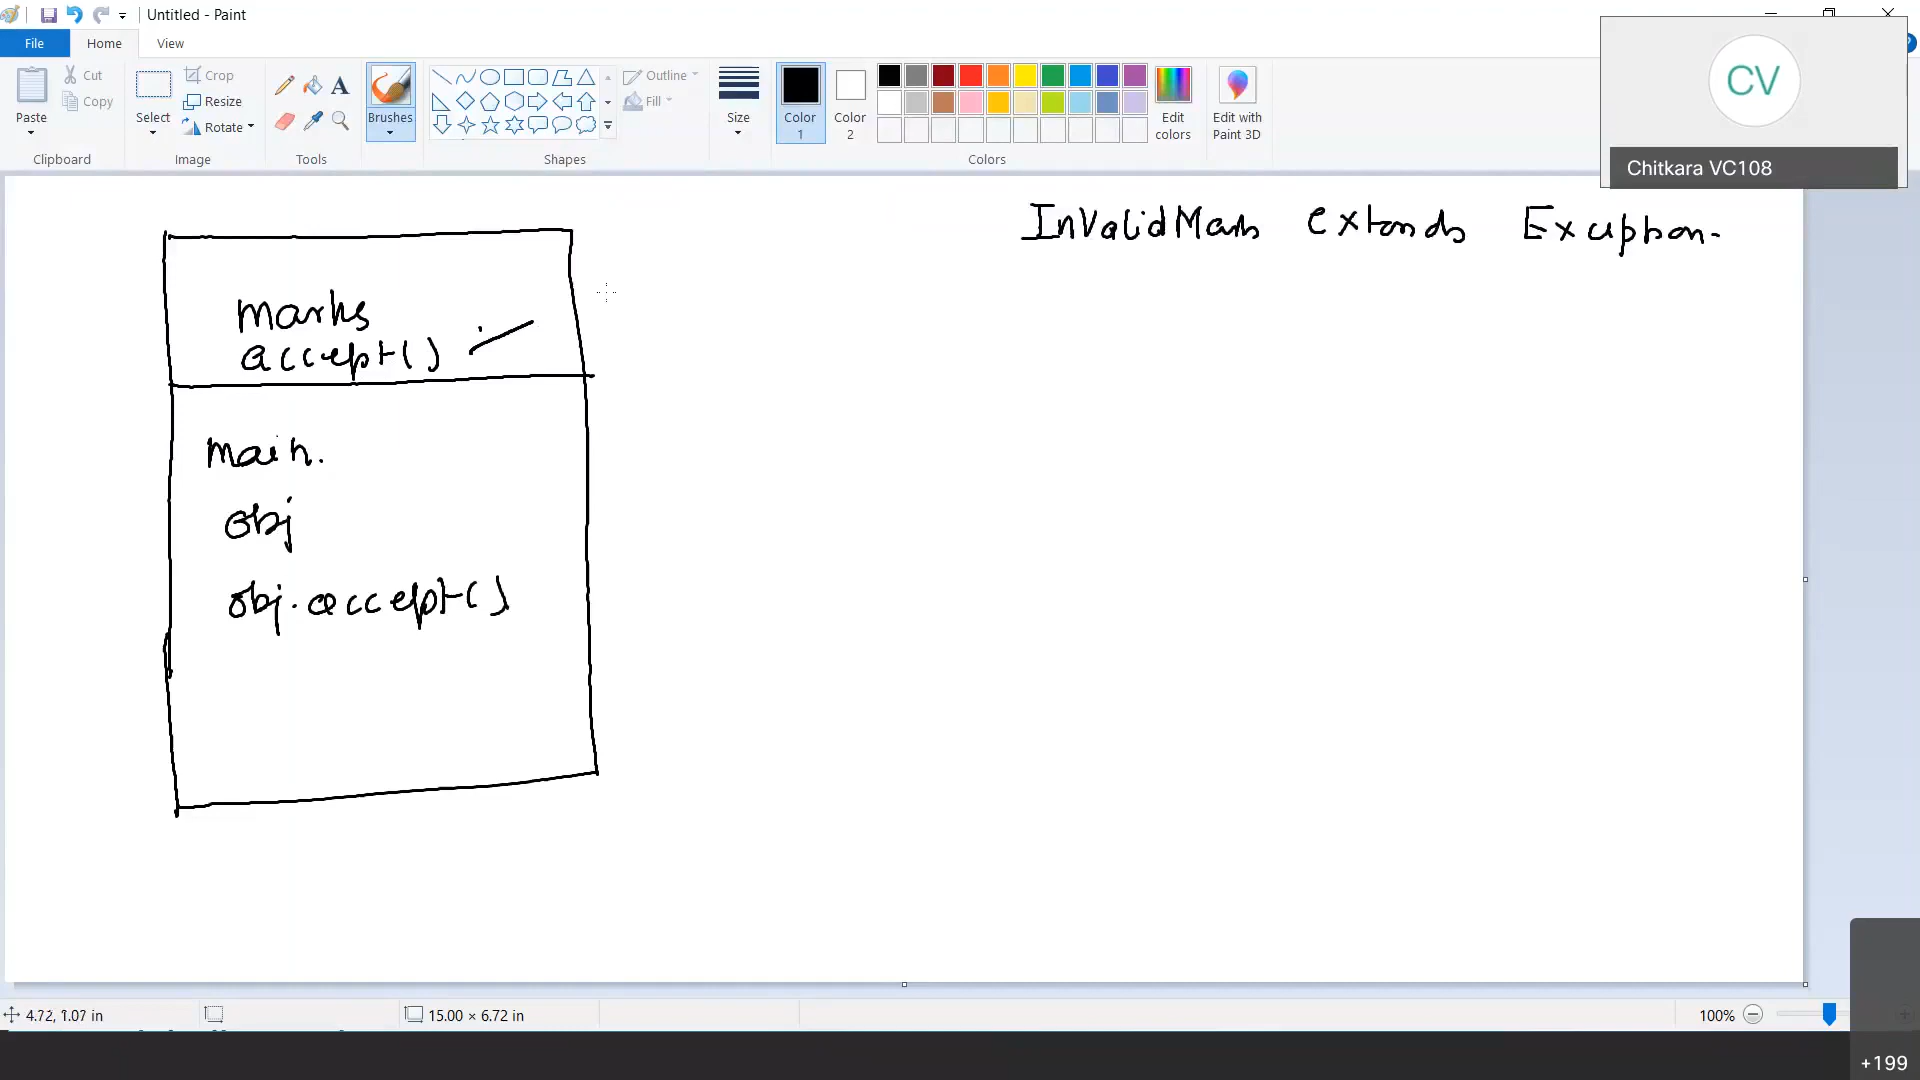 Untitled - Paint
File Home View
Cut
Copy
Paste
Clipboard
Crop
Resize
Rotate
Select
Image
Tools
Brushes
Outline
Fill
Shapes
Size
Color 1
Color 2
Edit colors
Edit with Paint 3D
Colors
CV
Chitkara VC108
InValidMarks extends Exception.
marks
accept()
main.
obj
obj.accept()
4.72, 1.07 in
15.00 × 6.72 in
100%
+199